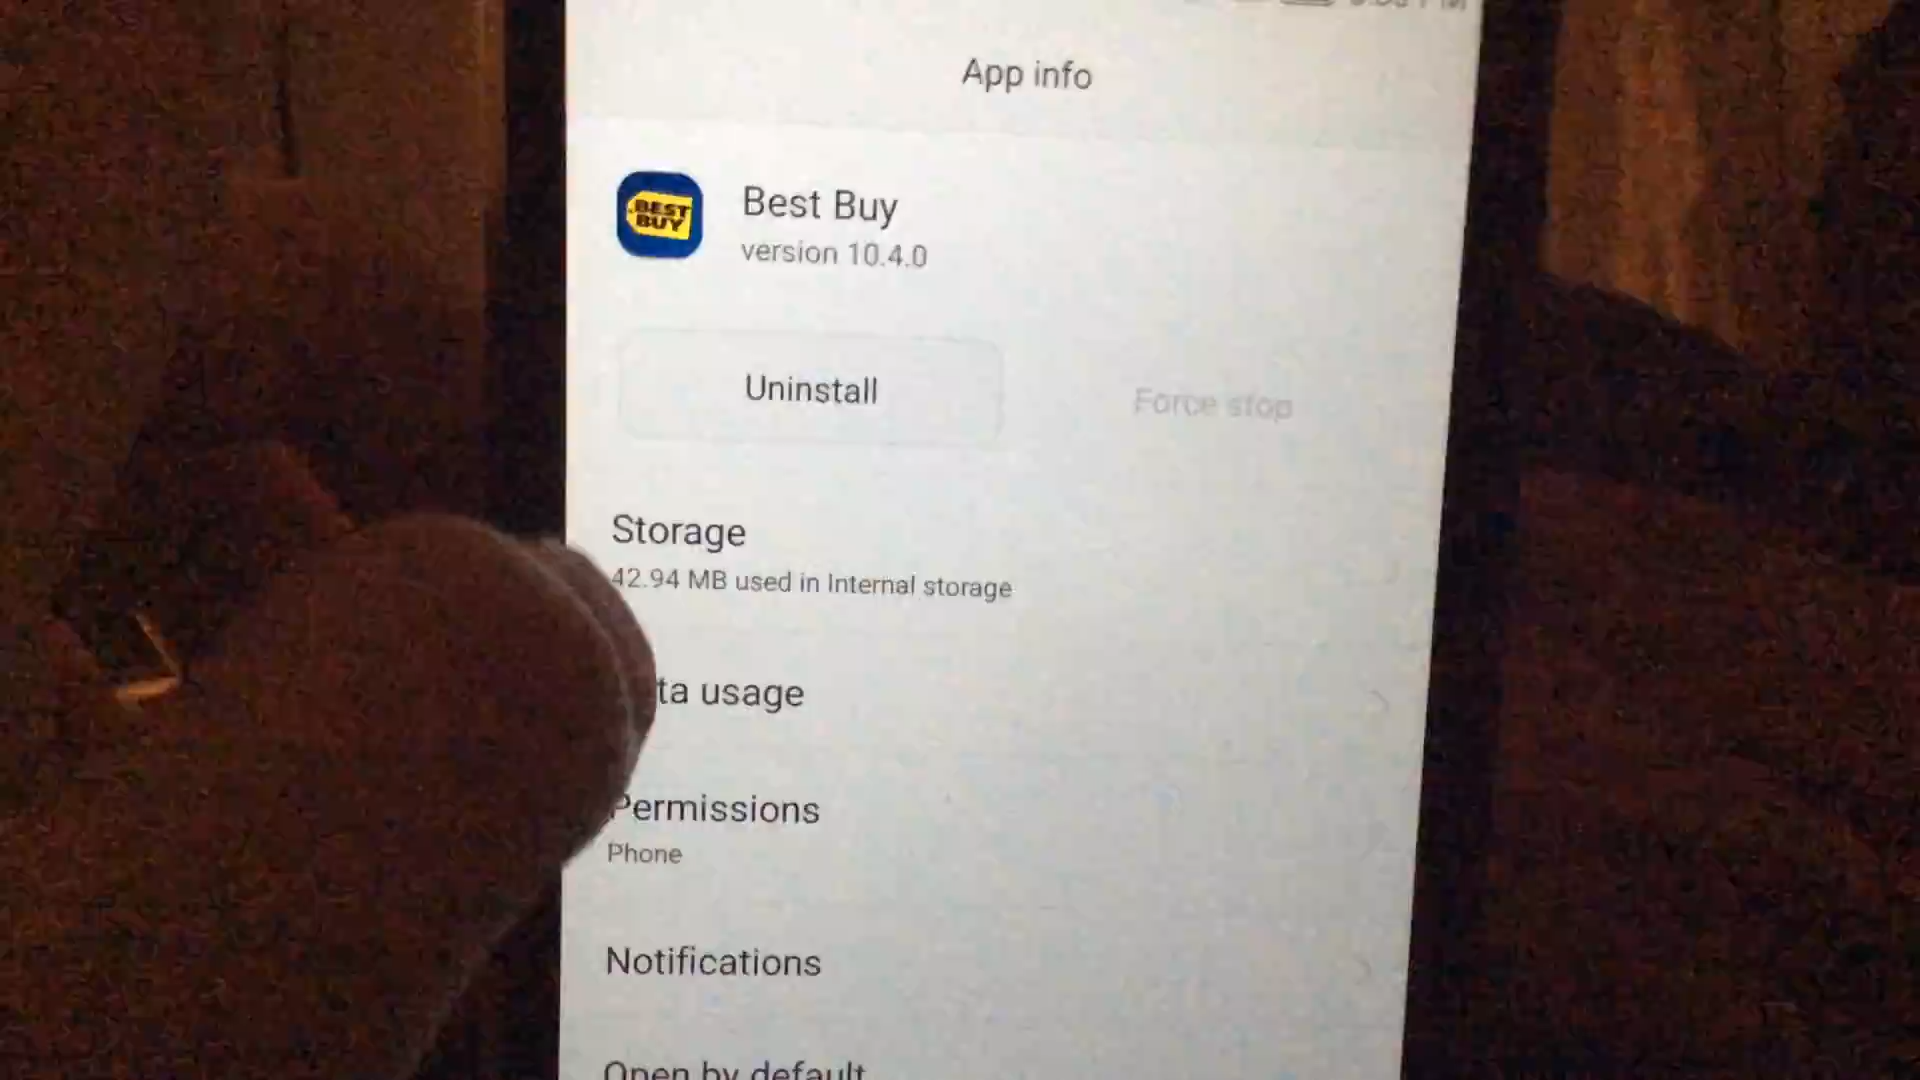 App info
BEST
BUY
Best Buy
version 10.4.0
Uninstall
Force stop
Storage
42.94 MB used in Internal storage
ta usage
Permissions
Phone
Notifications
Open by default